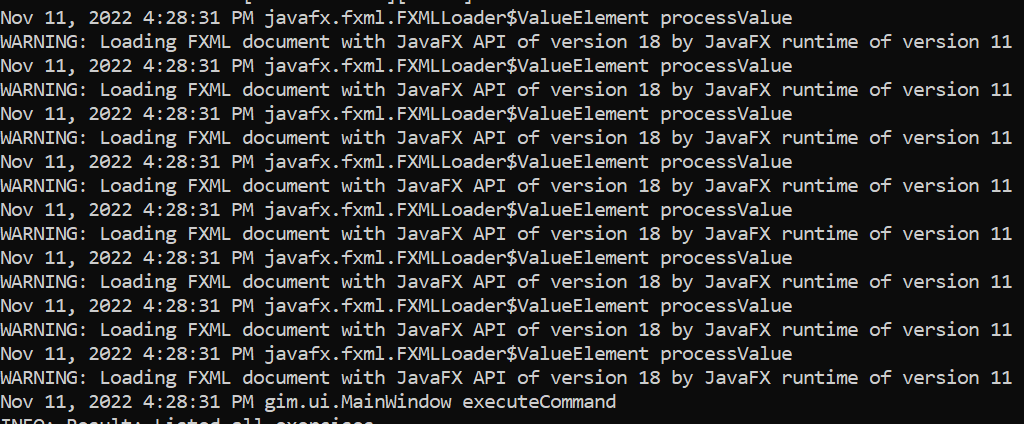 Nov 11, 2022 4:28:31 PM javafx.fxml.FXMLLoader$ValueElement processValue
WARNING: Loading FXML document with JavaFX API of version 18 by JavaFX runtime of version 11
Nov 11, 2022 4:28:31 PM javafx.fxml.FXMLLoader$ValueElement processValue
WARNING: Loading FXML document with JavaFX API of version 18 by JavaFX runtime of version 11
Nov 11, 2022 4:28:31 PM javafx.fxml.FXMLLoader$ValueElement processValue
WARNING: Loading FXML document with JavaFX API of version 18 by JavaFX runtime of version 11
Nov 11, 2022 4:28:31 PM javafx.fxml.FXMLLoader$ValueElement processValue
WARNING: Loading FXML document with JavaFX API of version 18 by JavaFX runtime of version 11
Nov 11, 2022 4:28:31 PM javafx.fxml.FXMLLoader$ValueElement processValue
WARNING: Loading FXML document with JavaFX API of version 18 by JavaFX runtime of version 11
Nov 11, 2022 4:28:31 PM javafx.fxml.FXMLLoader$ValueElement processValue
WARNING: Loading FXML document with JavaFX API of version 18 by JavaFX runtime of version 11
Nov 11, 2022 4:28:31 PM javafx.fxml.FXMLLoader$ValueElement processValue
WARNING: Loading FXML document with JavaFX API of version 18 by JavaFX runtime of version 11
Nov 11, 2022 4:28:31 PM javafx.fxml.FXMLLoader$ValueElement processValue
WARNING: Loading FXML document with JavaFX API of version 18 by JavaFX runtime of version 11
Nov 11, 2022 4:28:31 PM gim.ui.MainWindow executeCommand
INFO: Result: Listed all exercises